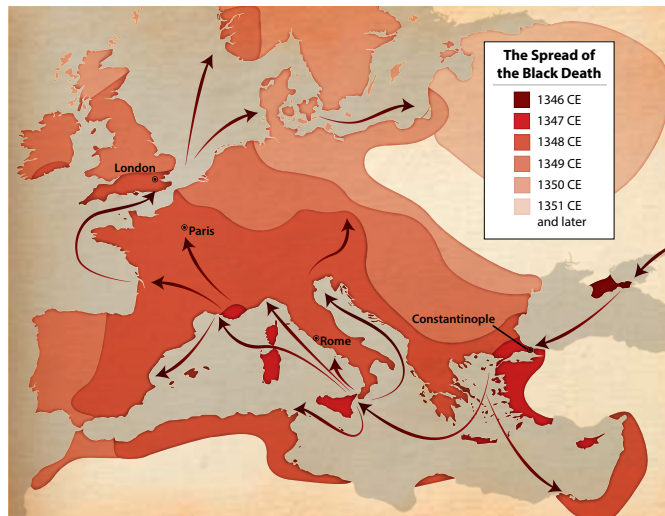 The Spread of
the Black Death
1346 CE
1347 CE
1348 CE
1349 CE
1350 CE
1351 CE
and later
London
Paris
Constantinople
Rome